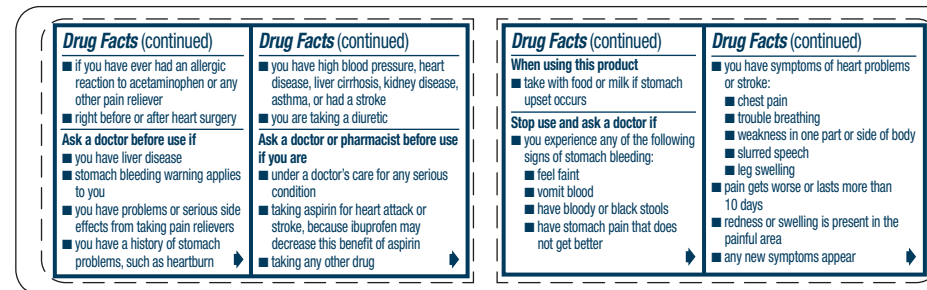 Drug Facts (continued)
■ if you have ever had an allergic
reaction to acetaminophen or any
other pain reliever
■ right before or after heart surgery
Ask a doctor before use if
■ you have liver disease
■ stomach bleeding warning applies
to you
■ you have problems or serious side
effects from taking pain relievers
■ you have a history of stomach
problems, such as heartburn
Drug Facts (continued)
■ you have high blood pressure, heart
disease, liver cirrhosis, kidney disease,
asthma, or had a stroke
■ you are taking a diuretic
Ask a doctor or pharmacist before use
if you are
■ under a doctor's care for any serious
condition
■ taking aspirin for heart attack or
stroke, because ibuprofen may
decrease this benefit of aspirin
■ taking any other drug
Drug Facts (continued)
When using this product
■ take with food or milk if stomach
upset occurs
Stop use and ask a doctor if
■ you experience any of the following
signs of stomach bleeding:
■ feel faint
■ vomit blood
■ have bloody or black stools
■ have stomach pain that does
not get better
Drug Facts (continued)
■ you have symptoms of heart problems
or stroke:
■ chest pain
■ trouble breathing
■ weakness in one part or side of body
■ slurred speech
■ leg swelling
■ pain gets worse or lasts more than
10 days
■ redness or swelling is present in the
painful area
■ any new symptoms appear